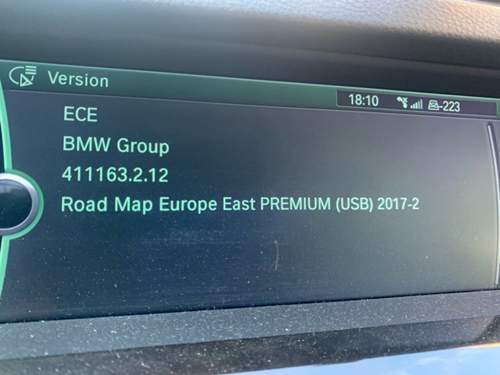 Version
18:10 -223
ECE
BMW Group
411163.2.12
Road Map Europe East PREMIUM (USB) 2017-2